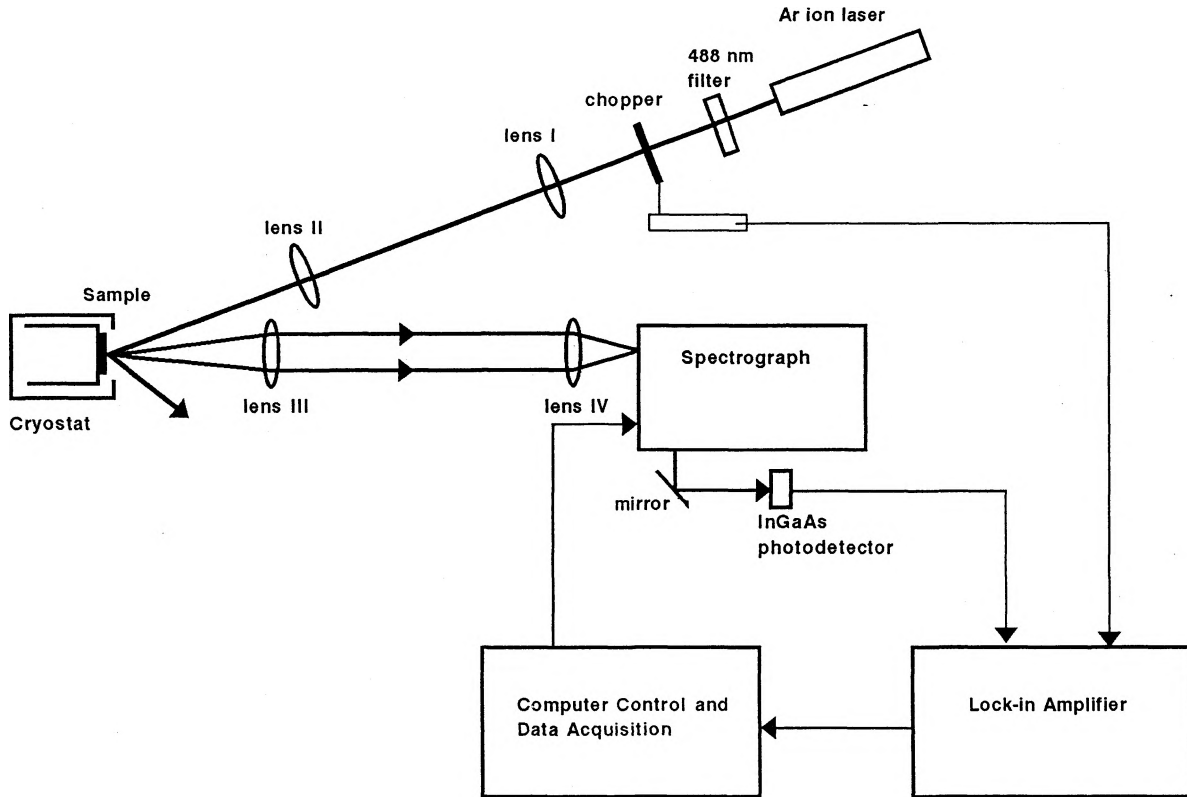 Ar ion laser
488 nm
filter
chopper
lens I
lens II
Sample
Spectrograph
lens III
lens IV
Cryostat
mirror
InGaAs
photodetector
Computer Control and
Data Acquisition
Lock-in Amplifier